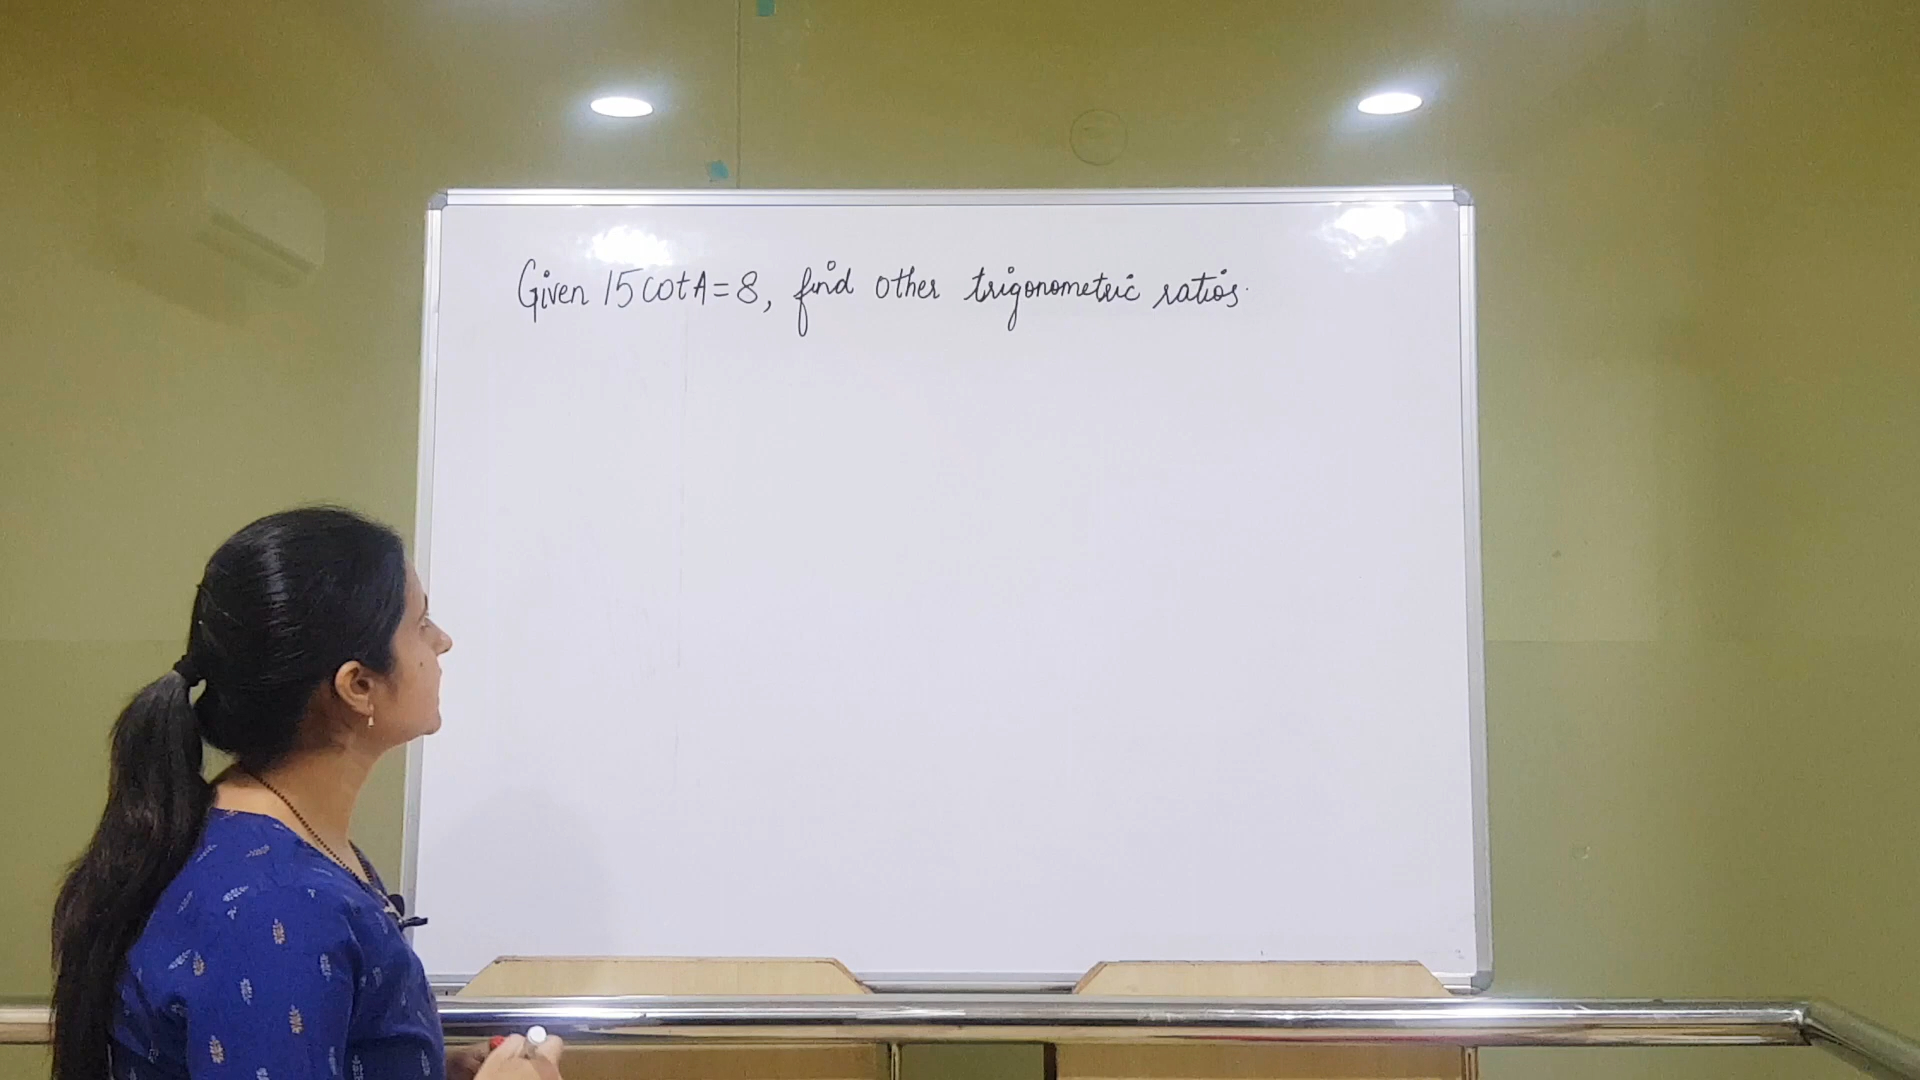 Given 15 cot A = 8, find other trigonometric ratios.